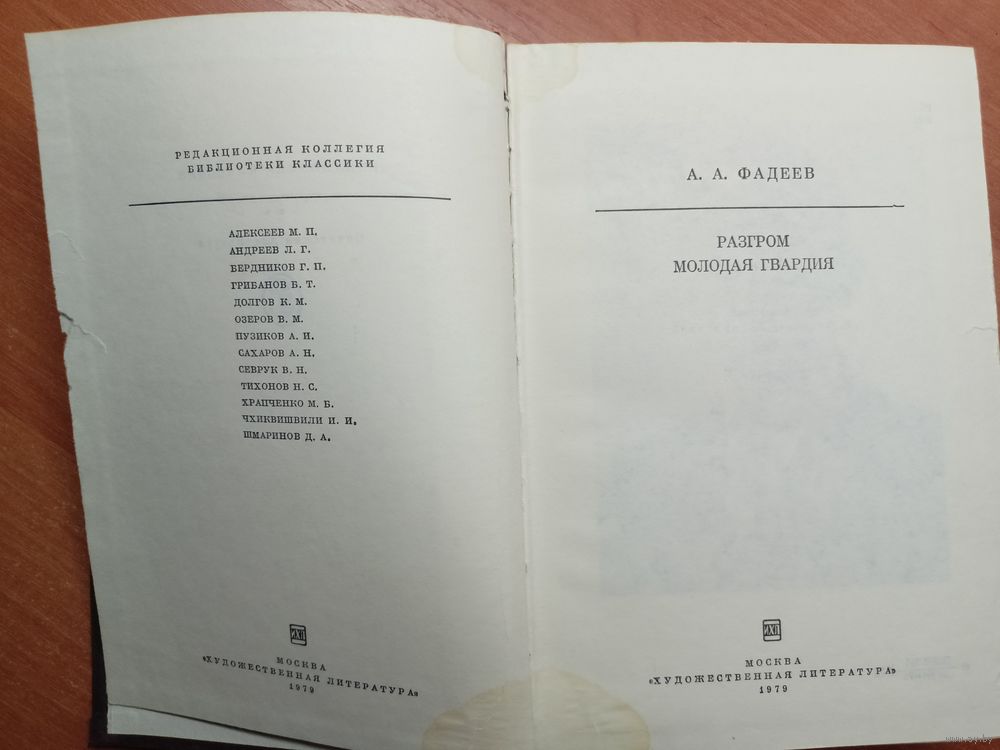 РЕДАКЦИОННАЯ КОЛЛЕГИЯ
БИБЛИОТЕКИ КЛАССИКИ
АЛЕКСЕЕВ М. П.
АНДРЕЕВ Л. Г.
БЕРДНИКОВ Г. П.
ГРИБАНОВ Б. Т.
ДОЛГОВ К. М.
ОЗЕРОВ В. М.
ПУЗИКОВ А. И.
САХАРОВ А. Н.
СЕВРУК В. Н.
ТИХОНОВ Н. С.
ХРАПЧЕНКО М. Б.
ЧХИКВИШВИЛИ И. И.
ШМАРИНОВ Д. А.
МОСКВА
«ХУДОЖЕСТВЕННАЯ ЛИТЕРАТУРА»
1979
А. А. ФАДЕЕВ
РАЗГРОМ
МОЛОДАЯ ГВАРДИЯ
МОСКВА
«ХУДОЖЕСТВЕННАЯ ЛИТЕРАТУРА»
1979